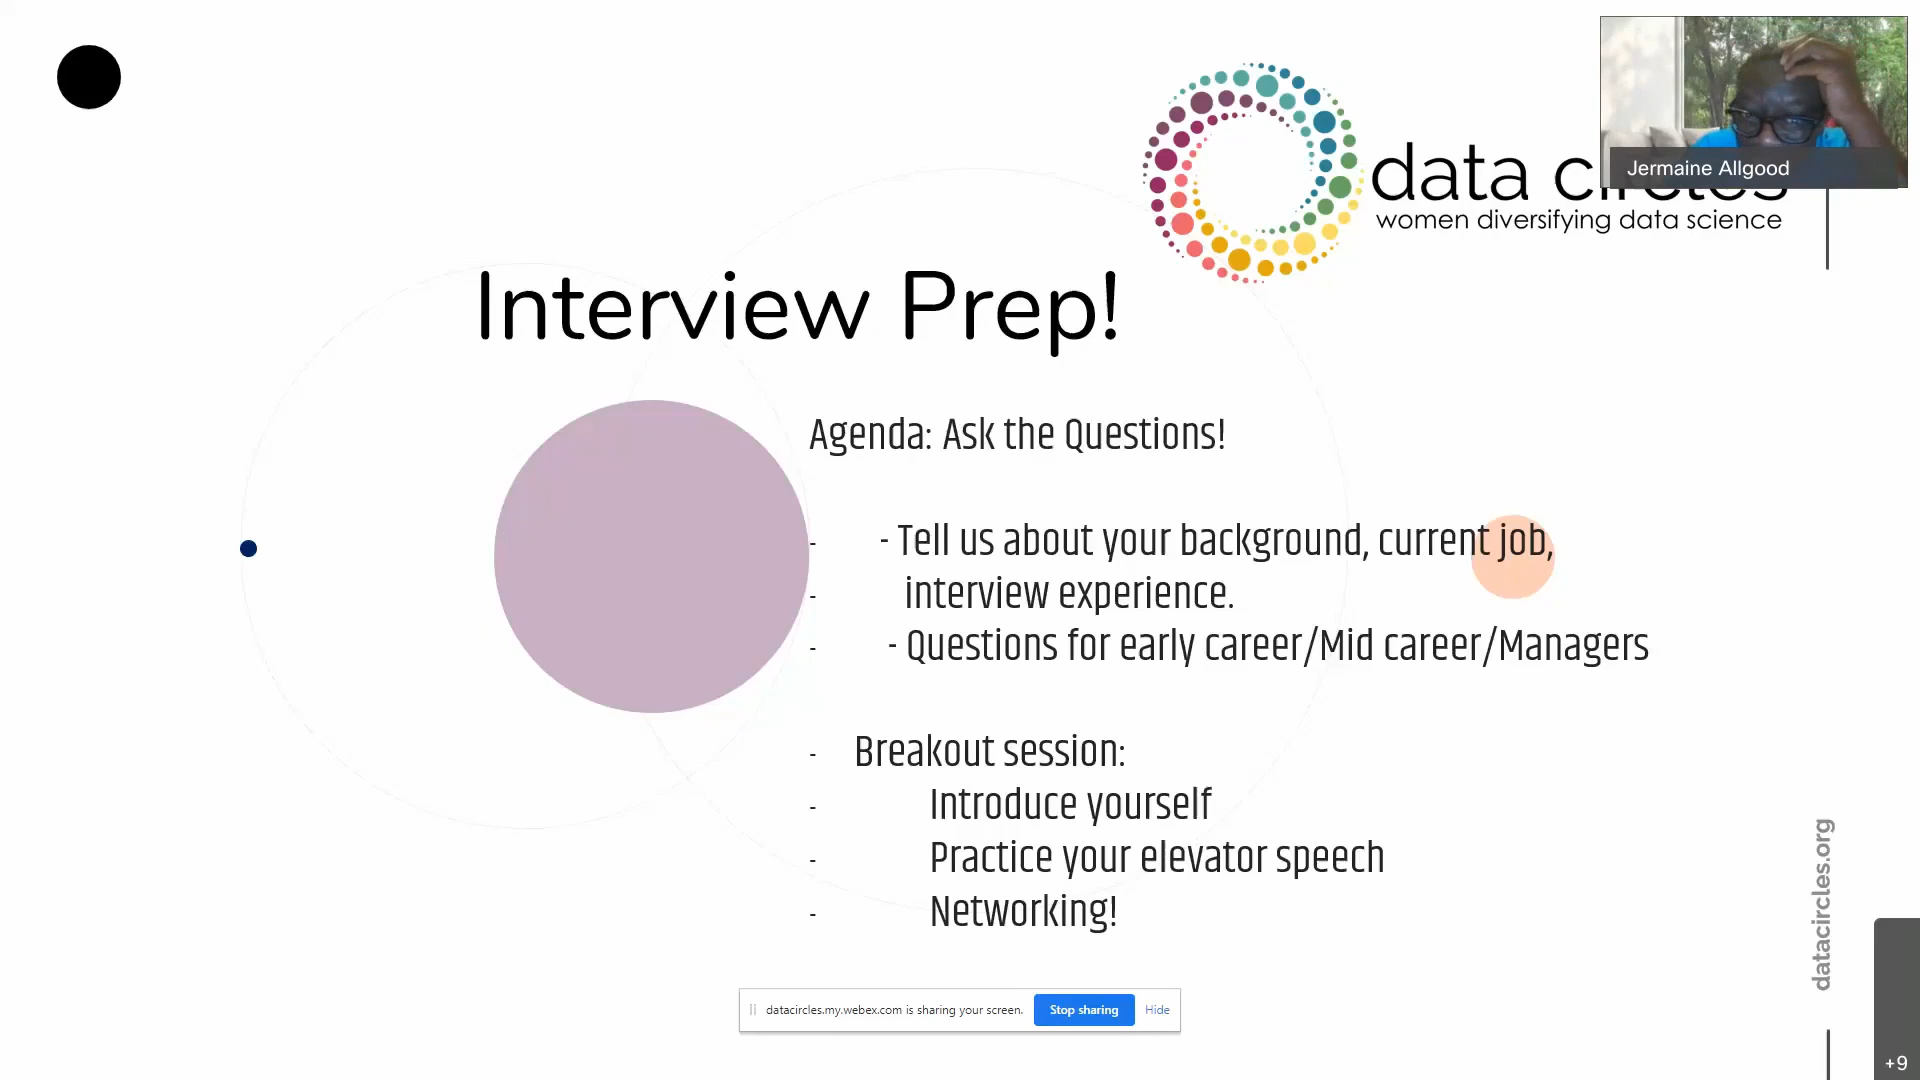 Jermaine Allgood
data circles
women diversifying data science
Interview Prep!
Agenda: Ask the Questions!
- - Tell us about your background, current job,
- interview experience.
- - Questions for early career/Mid career/Managers
- Breakout session:
- Introduce yourself
- Practice your elevator speech
- Networking!
datacircles.org
datacircles.my.webex.com is sharing your screen. Stop sharing Hide
+9